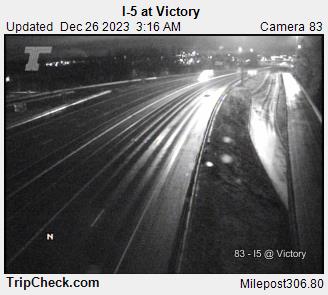 I-5 at Victory
Updated Dec 26 2023 3:16 AM Camera 83
T
N
83 - I5 @ Victory
TripCheck.com Milepost306.80